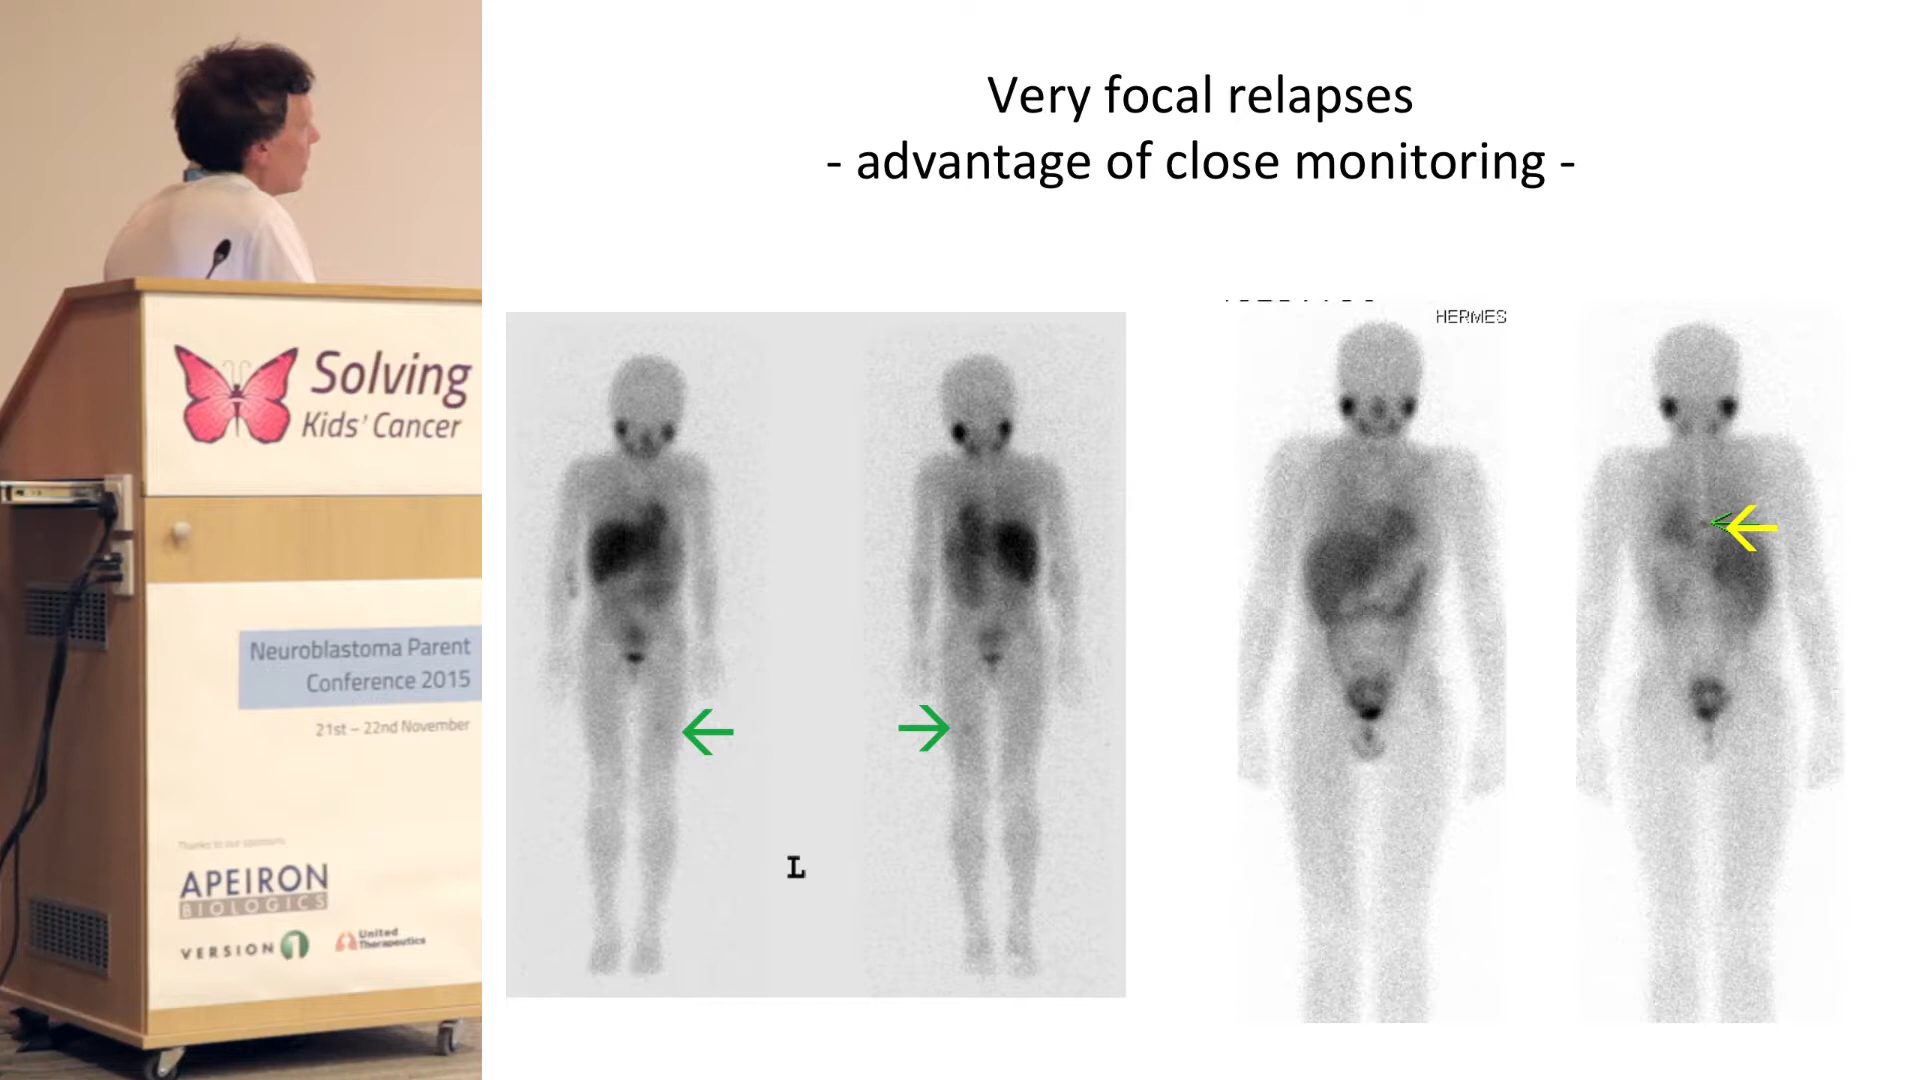 Very focal relapses
- advantage of close monitoring -
HERMES
L
Solving
Kids' Cancer
Neuroblastoma Parent
Conference 2015
21st – 22nd November
Thanks to our sponsors
APEIRON
BIOLOGICS
VERSION 1
United
Therapeutics